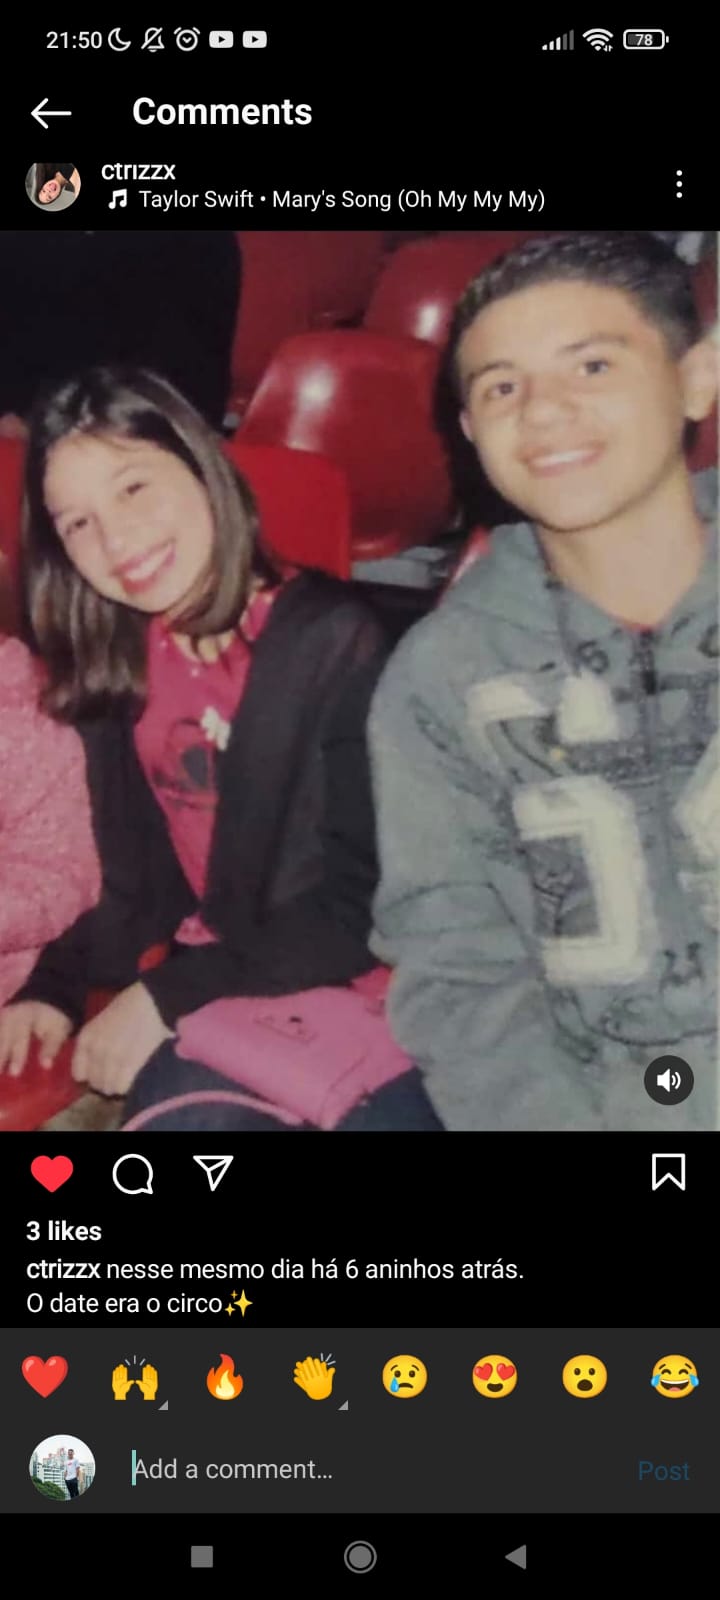 21:50
78
Comments
ctrizzx
Taylor Swift • Mary's Song (Oh My My My)
3 likes
ctrizzx nesse mesmo dia há 6 aninhos atrás.
O date era o circo✨
Add a comment...
Post